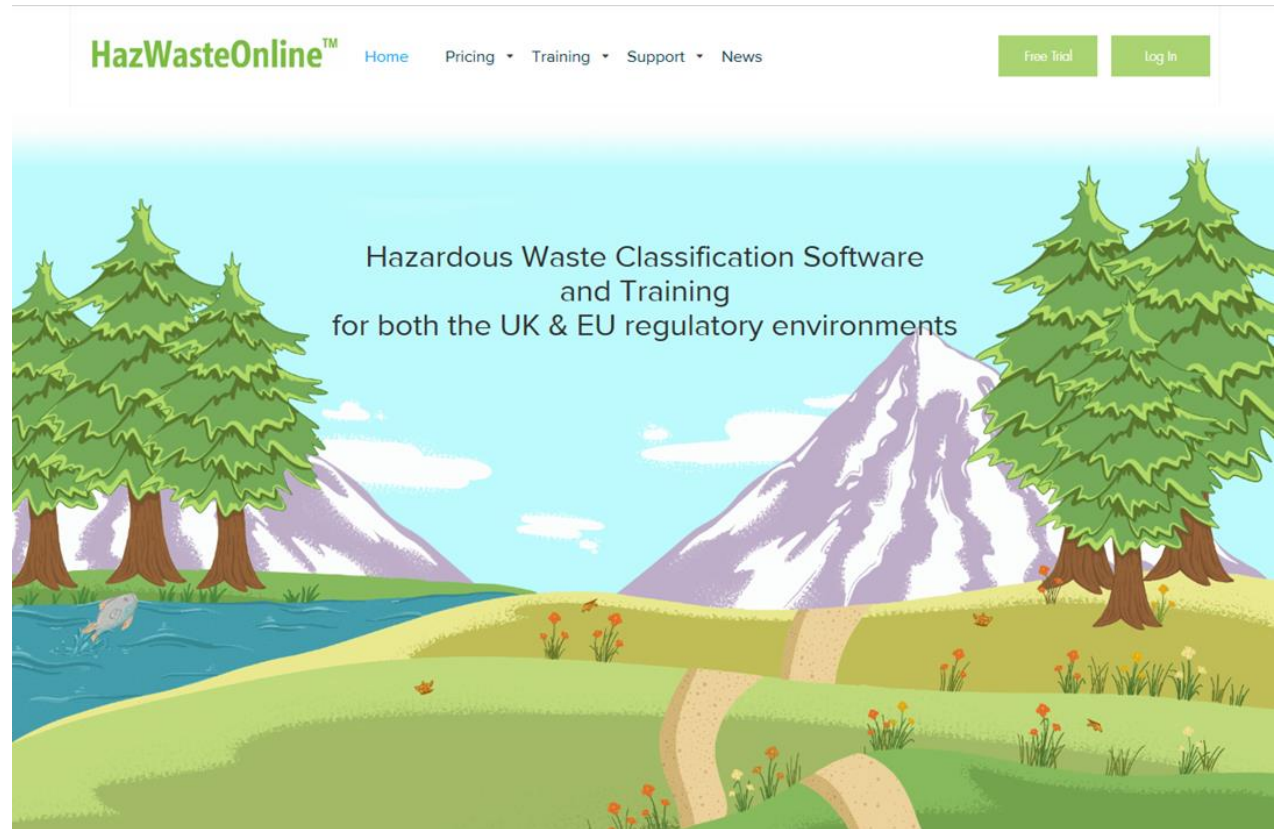 HazWasteOnline™
Home Pricing Training Support News
Free Trial Log In
Hazardous Waste Classification Software
and Training
for both the UK & EU regulatory environments